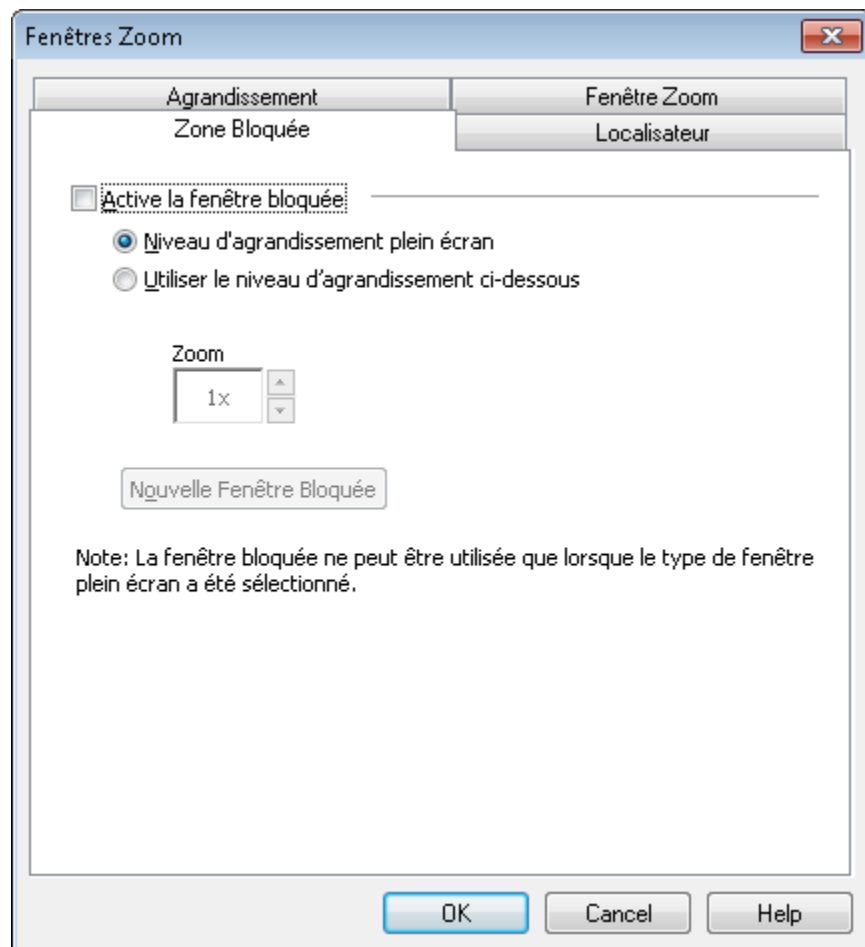 Fenêtres Zoom
Agrandissement
Fenêtre Zoom
Zone Bloquée
Localisateur
Active la fenêtre bloquée
Niveau d'agrandissement plein écran
Utiliser le niveau d'agrandissement ci-dessous
Zoom
1x
Nouvelle Fenêtre Bloquée
Note: La fenêtre bloquée ne peut être utilisée que lorsque le type de fenêtre
plein écran a été sélectionné.
OK
Cancel
Help